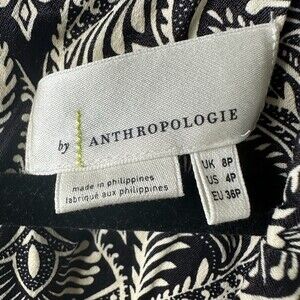 by ANTHROPOLOGIE
made in philippines
fabriqué aux philippines
UK 8P
US 4P
EU 36P